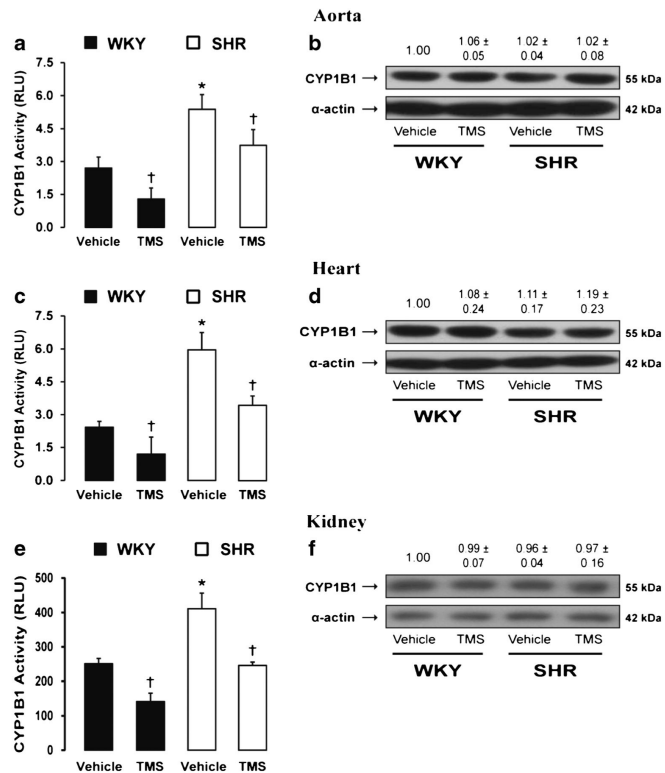 Aorta
a
WKY
SHR
CYP1B1 Activity (RLU)
7.5
6.0
4.5
3.0
1.5
0.0
*
†
†
Vehicle
TMS
Vehicle
TMS
b
1.00
1.06 ±
0.05
1.02 ±
0.04
1.02 ±
0.08
CYP1B1 →
55 kDa
α-actin →
42 kDa
Vehicle
TMS
Vehicle
TMS
WKY
SHR
Heart
c
WKY
SHR
CYP1B1 Activity (RLU)
9.0
7.5
6.0
4.5
3.0
1.5
0.0
*
†
†
Vehicle
TMS
Vehicle
TMS
d
1.00
1.08 ±
0.24
1.11 ±
0.17
1.19 ±
0.23
CYP1B1 →
55 kDa
α-actin →
42 kDa
Vehicle
TMS
Vehicle
TMS
WKY
SHR
Kidney
e
WKY
SHR
CYP1B1 Activity (RLU)
500
400
300
200
100
0
*
†
†
Vehicle
TMS
Vehicle
TMS
f
1.00
0.99 ±
0.07
0.96 ±
0.04
0.97 ±
0.16
CYP1B1 →
55 kDa
α-actin →
42 kDa
Vehicle
TMS
Vehicle
TMS
WKY
SHR